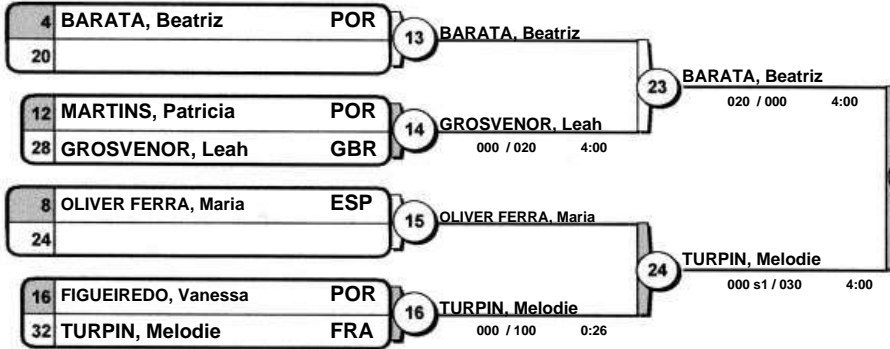 4 BARATA, Beatriz POR
20
13 BARATA, Beatriz
23 BARATA, Beatriz
020 / 000 4:00
12 MARTINS, Patricia POR
28 GROSVENOR, Leah GBR
14 GROSVENOR, Leah
000 / 020 4:00
8 OLIVER FERRA, Maria ESP
24
15 OLIVER FERRA, Maria
24 TURPIN, Melodie
000 s1 / 030 4:00
16 FIGUEIREDO, Vanessa POR
32 TURPIN, Melodie FRA
16 TURPIN, Melodie
000 / 100 0:26